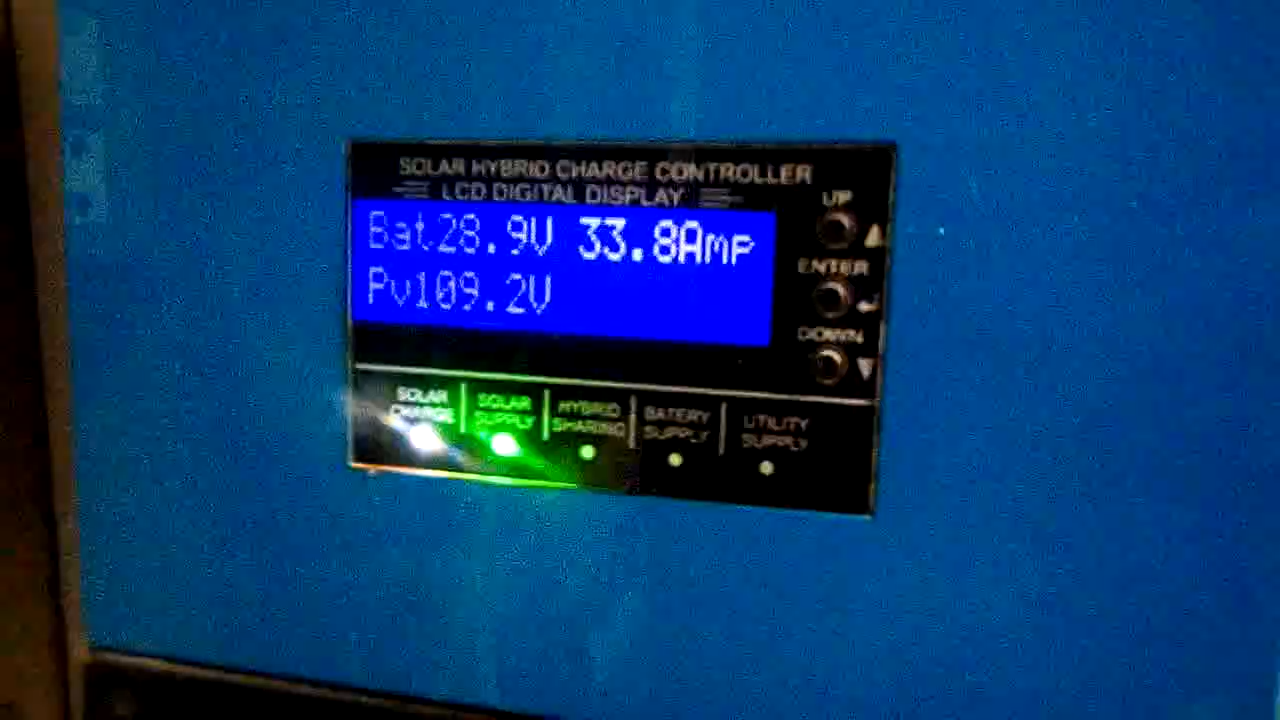 SOLAR HYBRID CHARGE CONTROLLER
LCD DIGITAL DISPLAY
Bat28.9V 33.8Amp
Pv109.2V
UP
ENTER
DOWN
SOLAR CHARGE
SOLAR SUPPLY
HYBRID SHARING
BATERY SUPPLY
UTILITY SUPPLY